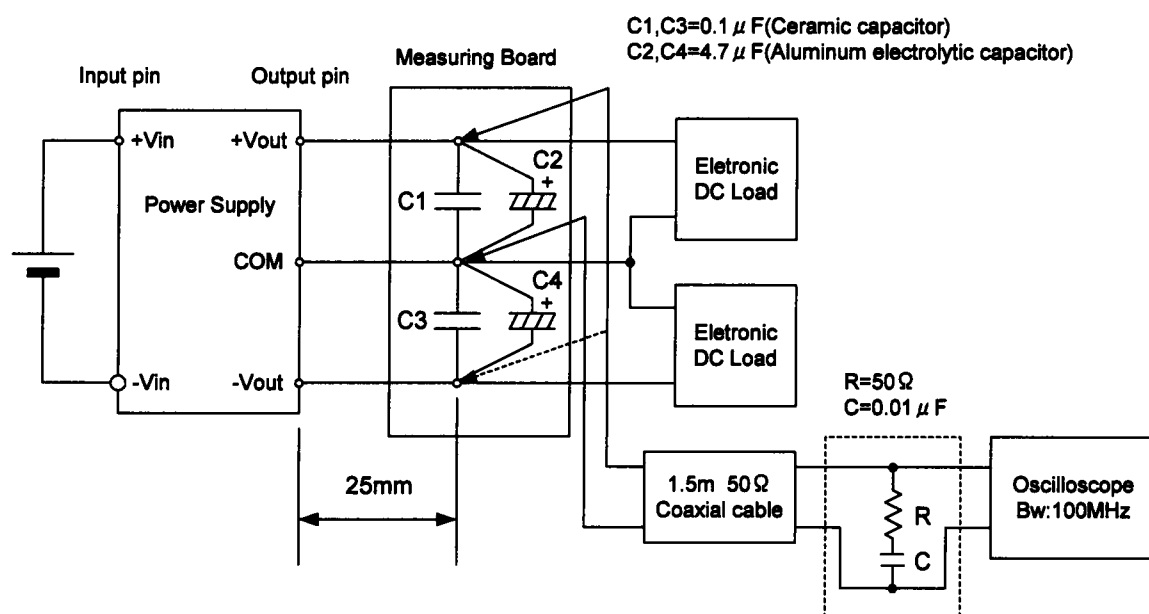 C1,C3=0.1μF(Ceramic capacitor)
C2,C4=4.7μF(Aluminum electrolytic capacitor)
Measuring Board
Input pin
Output pin
+Vin
+Vout
Power Supply
COM
-Vin
-Vout
C1
C2
+
C3
C4
+
Eletronic
DC Load
Eletronic
DC Load
R=50Ω
C=0.01μF
25mm
1.5m 50Ω
Coaxial cable
R
C
Oscilloscope
Bw:100MHz